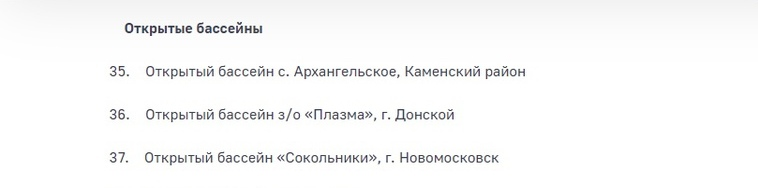 Открытые бассейны
35. Открытый бассейн с. Архангельское, Каменский район
36. Открытый бассейн з/о «Плазма», г. Донской
37. Открытый бассейн «Сокольники», г. Новомосковск